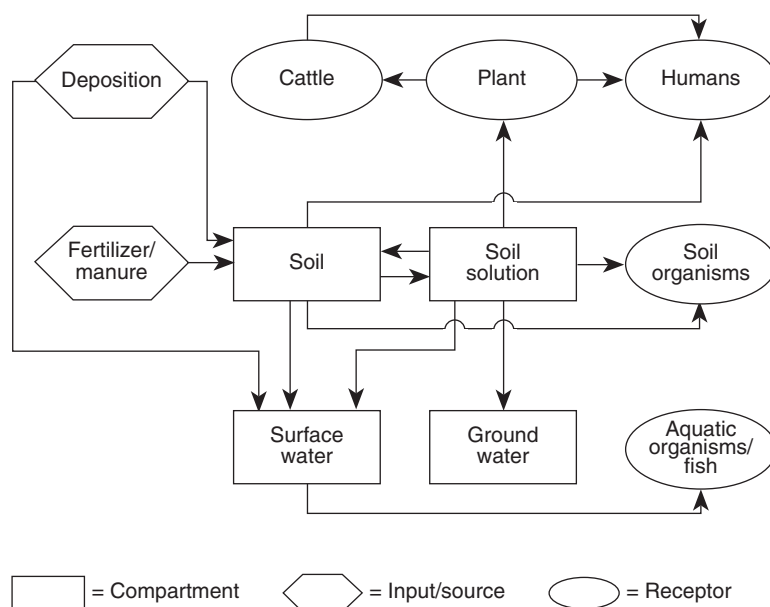 Deposition
Cattle
Plant
Humans
Fertilizer/
manure
Soil
Soil
solution
Soil
organisms
Surface
water
Ground
water
Aquatic
organisms/
fish
= Compartment
= Input/source
= Receptor